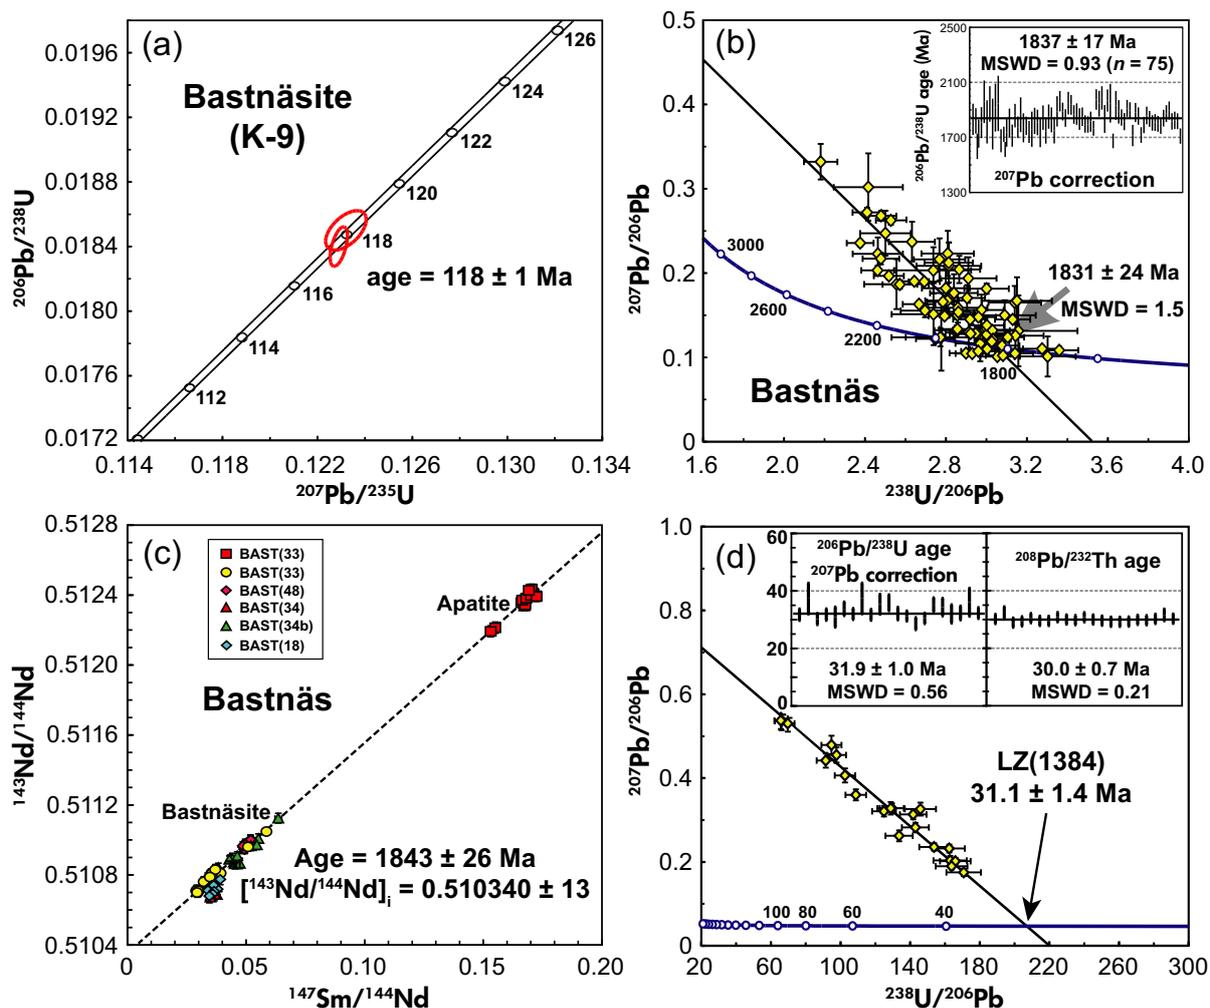 (a)
Bastnäsite
(K-9)
126
124
122
120
118
116
114
112
age = 118 ± 1 Ma
0.0196
0.0192
0.0188
0.0184
0.0180
0.0176
0.0172
²⁰⁶Pb/²³⁸U
0.114
0.118
0.122
0.126
0.130
0.134
²⁰⁷Pb/²³⁵U
(b)
2500
2100
1700
1300
²⁰⁶Pb/²³⁸U age (Ma)
1837 ± 17 Ma
MSWD = 0.93 (n = 75)
²⁰⁷Pb correction
3000
2600
2200
1800
1831 ± 24 Ma
MSWD = 1.5
Bastnäs
0.5
0.4
0.3
0.2
0.1
0
²⁰⁷Pb/²⁰⁶Pb
1.6
2.0
2.4
2.8
3.2
3.6
4.0
²³⁸U/²⁰⁶Pb
(c)
BAST(33)
BAST(33)
BAST(48)
BAST(34)
BAST(34b)
BAST(18)
Apatite
Bastnäs
Bastnäsite
Age = 1843 ± 26 Ma
[¹⁴³Nd/¹⁴⁴Nd]ᵢ = 0.510340 ± 13
0.5128
0.5124
0.5120
0.5116
0.5112
0.5108
0.5104
¹⁴³Nd/¹⁴⁴Nd
0
0.05
0.10
0.15
0.20
¹⁴⁷Sm/¹⁴⁴Nd
(d)
60
40
20
0
²⁰⁶Pb/²³⁸U age
²⁰⁷Pb correction
31.9 ± 1.0 Ma
MSWD = 0.56
²⁰⁸Pb/²³²Th age
30.0 ± 0.7 Ma
MSWD = 0.21
LZ(1384)
31.1 ± 1.4 Ma
100
80
60
40
1.0
0.8
0.6
0.4
0.2
0
²⁰⁷Pb/²⁰⁶Pb
20
60
100
140
180
220
260
300
²³⁸U/²⁰⁶Pb